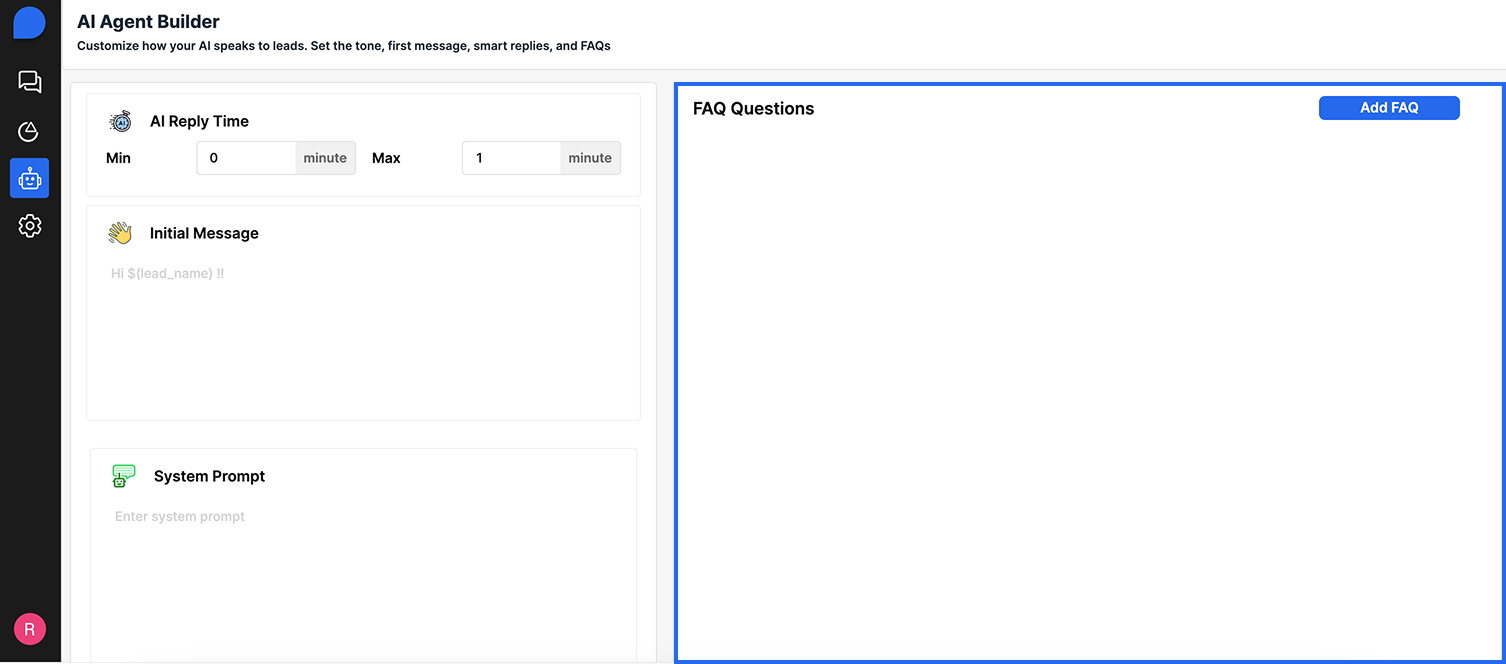 AI Agent Builder
Customize how your AI speaks to leads. Set the tone, first message, smart replies, and FAQs
AI
AI Reply Time
Min
0
minute
Max
1
minute
Initial Message
Hi $(lead_name) !!
System Prompt
Enter system prompt
FAQ Questions
Add FAQ
R